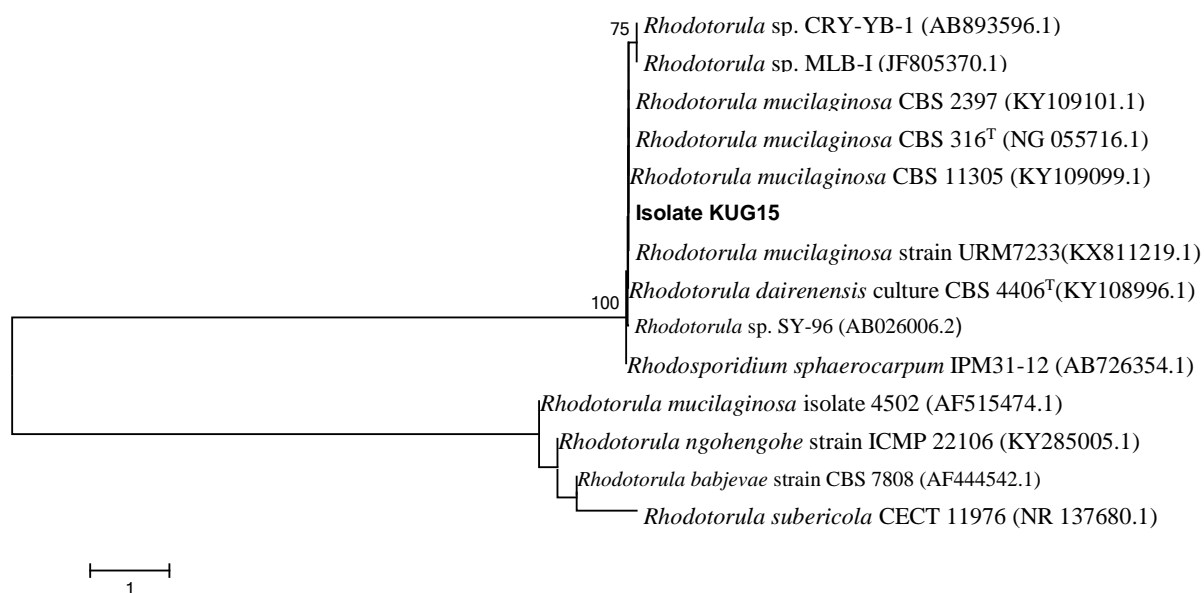 75
Rhodotorula sp. CRY-YB-1 (AB893596.1)
Rhodotorula sp. MLB-I (JF805370.1)
Rhodotorula mucilaginosa CBS 2397 (KY109101.1)
Rhodotorula mucilaginosa CBS 316ᵀ (NG 055716.1)
Rhodotorula mucilaginosa CBS 11305 (KY109099.1)
Isolate KUG15
Rhodotorula mucilaginosa strain URM7233(KX811219.1)
Rhodotorula dairenensis culture CBS 4406ᵀ(KY108996.1)
100
Rhodotorula sp. SY-96 (AB026006.2)
Rhodosporidium sphaerocarpum IPM31-12 (AB726354.1)
Rhodotorula mucilaginosa isolate 4502 (AF515474.1)
Rhodotorula ngohengohe strain ICMP 22106 (KY285005.1)
Rhodotorula babjevae strain CBS 7808 (AF444542.1)
Rhodotorula subericola CECT 11976 (NR 137680.1)
1